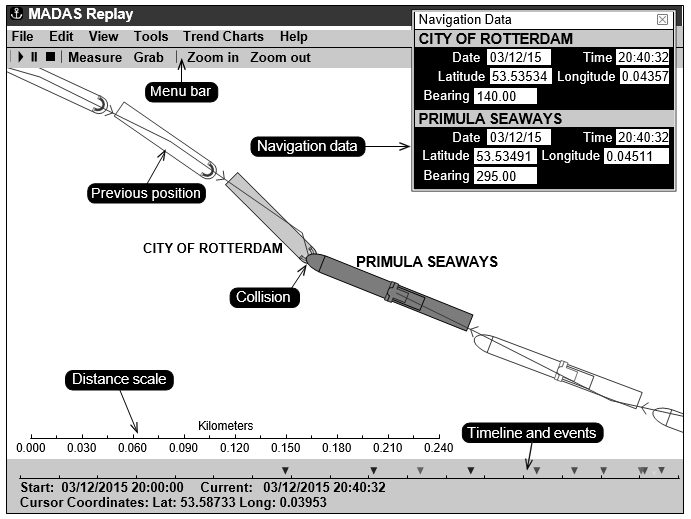 MADAS Replay
File Edit View Tools Trend Charts Help
Measure Grab Zoom in Zoom out
Menu bar
Navigation Data
CITY OF ROTTERDAM
Date 03/12/15 Time 20:40:32
Latitude 53.53534 Longitude 0.04357
Bearing 140.00
PRIMULA SEAWAYS
Date 03/12/15 Time 20:40:32
Latitude 53.53491 Longitude 0.04511
Bearing 295.00
Navigation data
Previous position
CITY OF ROTTERDAM
PRIMULA SEAWAYS
Collision
Distance scale
Kilometers
0.000 0.030 0.060 0.090 0.120 0.150 0.180 0.210 0.240
Timeline and events
Start: 03/12/2015 20:00:00 Current: 03/12/2015 20:40:32
Cursor Coordinates: Lat: 53.58733 Long: 0.03953